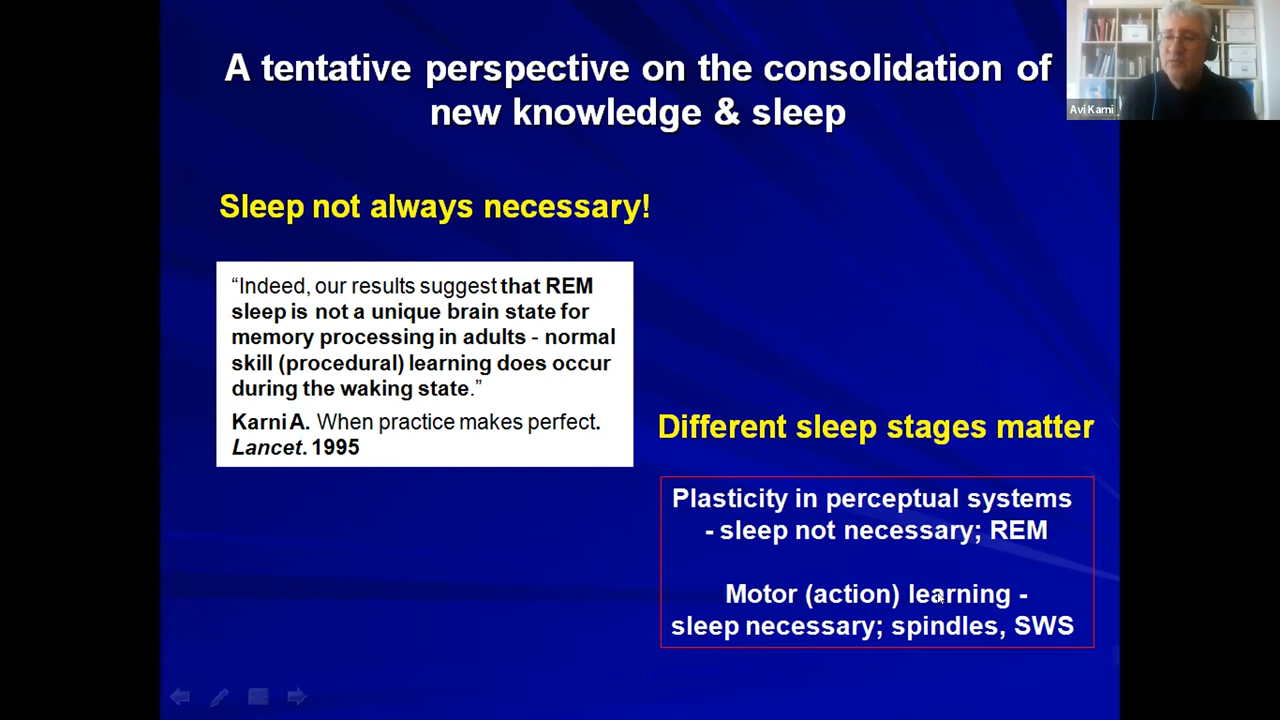 A tentative perspective on the consolidation of
new knowledge & sleep
Avi Karni
Sleep not always necessary!
“Indeed, our results suggest that REM
sleep is not a unique brain state for
memory processing in adults - normal
skill (procedural) learning does occur
during the waking state.”
Karni A. When practice makes perfect.
Lancet. 1995
Different sleep stages matter
Plasticity in perceptual systems
- sleep not necessary; REM
Motor (action) learning -
sleep necessary; spindles, SWS